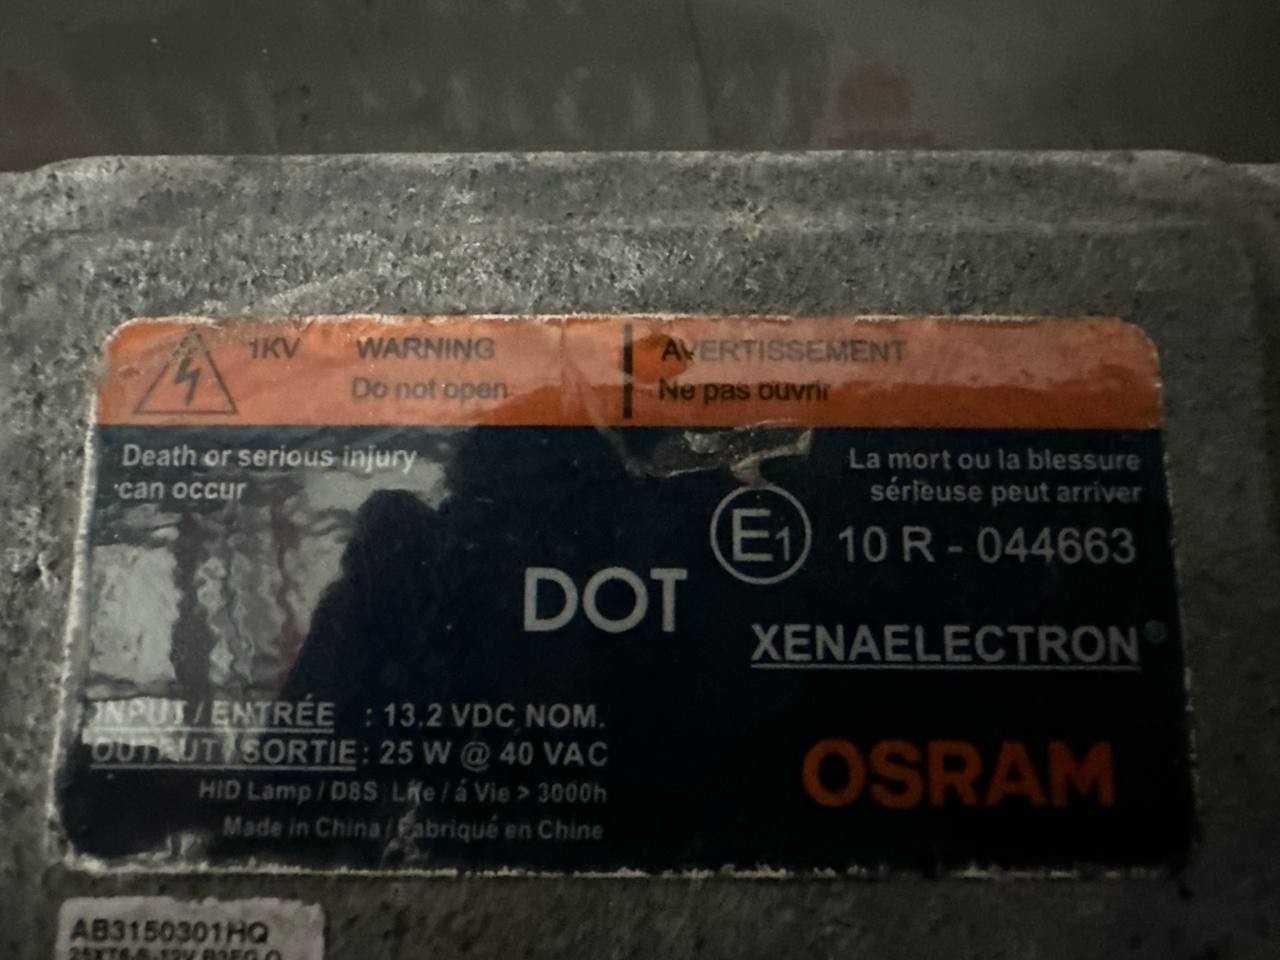 1KV WARNING AVERTISSEMENT
Do not open Ne pas ouvrir
Death or serious injury
can occur
La mort ou la blessure
sérieuse peut arriver
E1 10 R - 044663
DOT
XENAELECTRON®
INPUT / ENTRÉE : 13.2 VDC NOM.
OUTPUT / SORTIE : 25 W @ 40 VAC
HID Lamp / D8S Life / á Vie > 3000h
Made in China / Fabriqué en Chine
OSRAM
AB3150301HQ